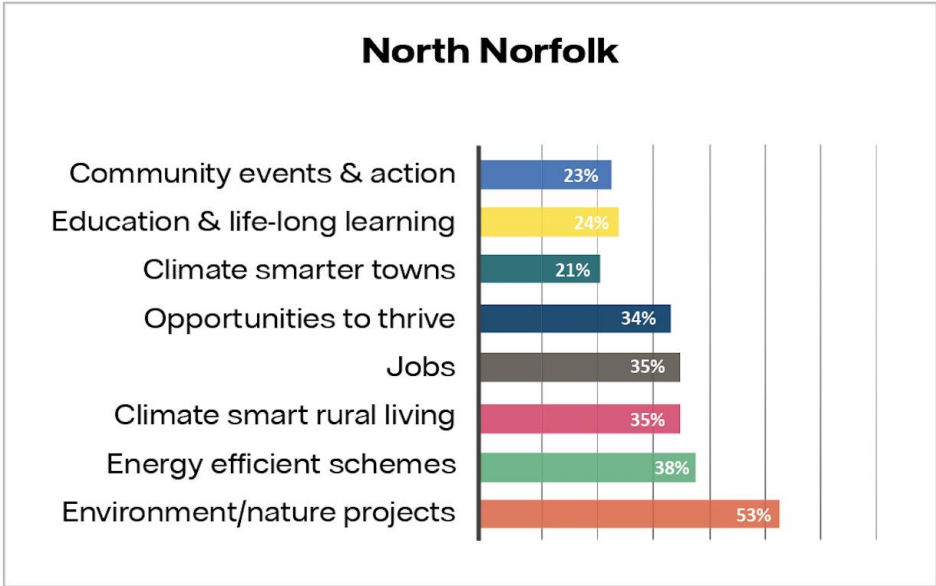 North Norfolk
Community events & action 23%
Education & life-long learning 24%
Climate smarter towns 21%
Opportunities to thrive 34%
Jobs 35%
Climate smart rural living 35%
Energy efficient schemes 38%
Environment/nature projects 53%